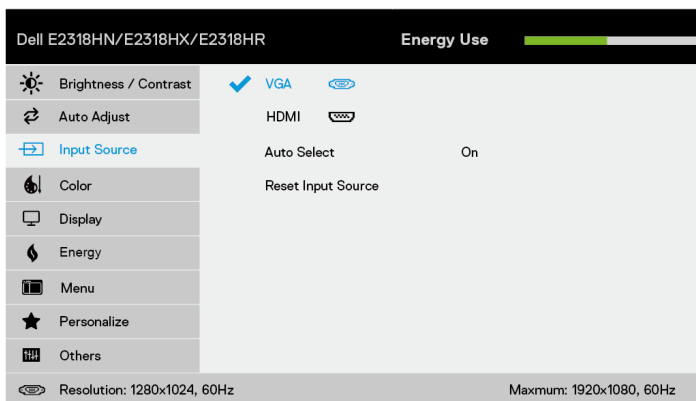 Dell E2318HN/E2318HX/E2318HR Energy Use
Brightness / Contrast VGA
Auto Adjust HDMI
Input Source Auto Select On
Color Reset Input Source
Display
Energy
Menu
Personalize
Others
Resolution: 1280x1024, 60Hz Maxmum: 1920x1080, 60Hz